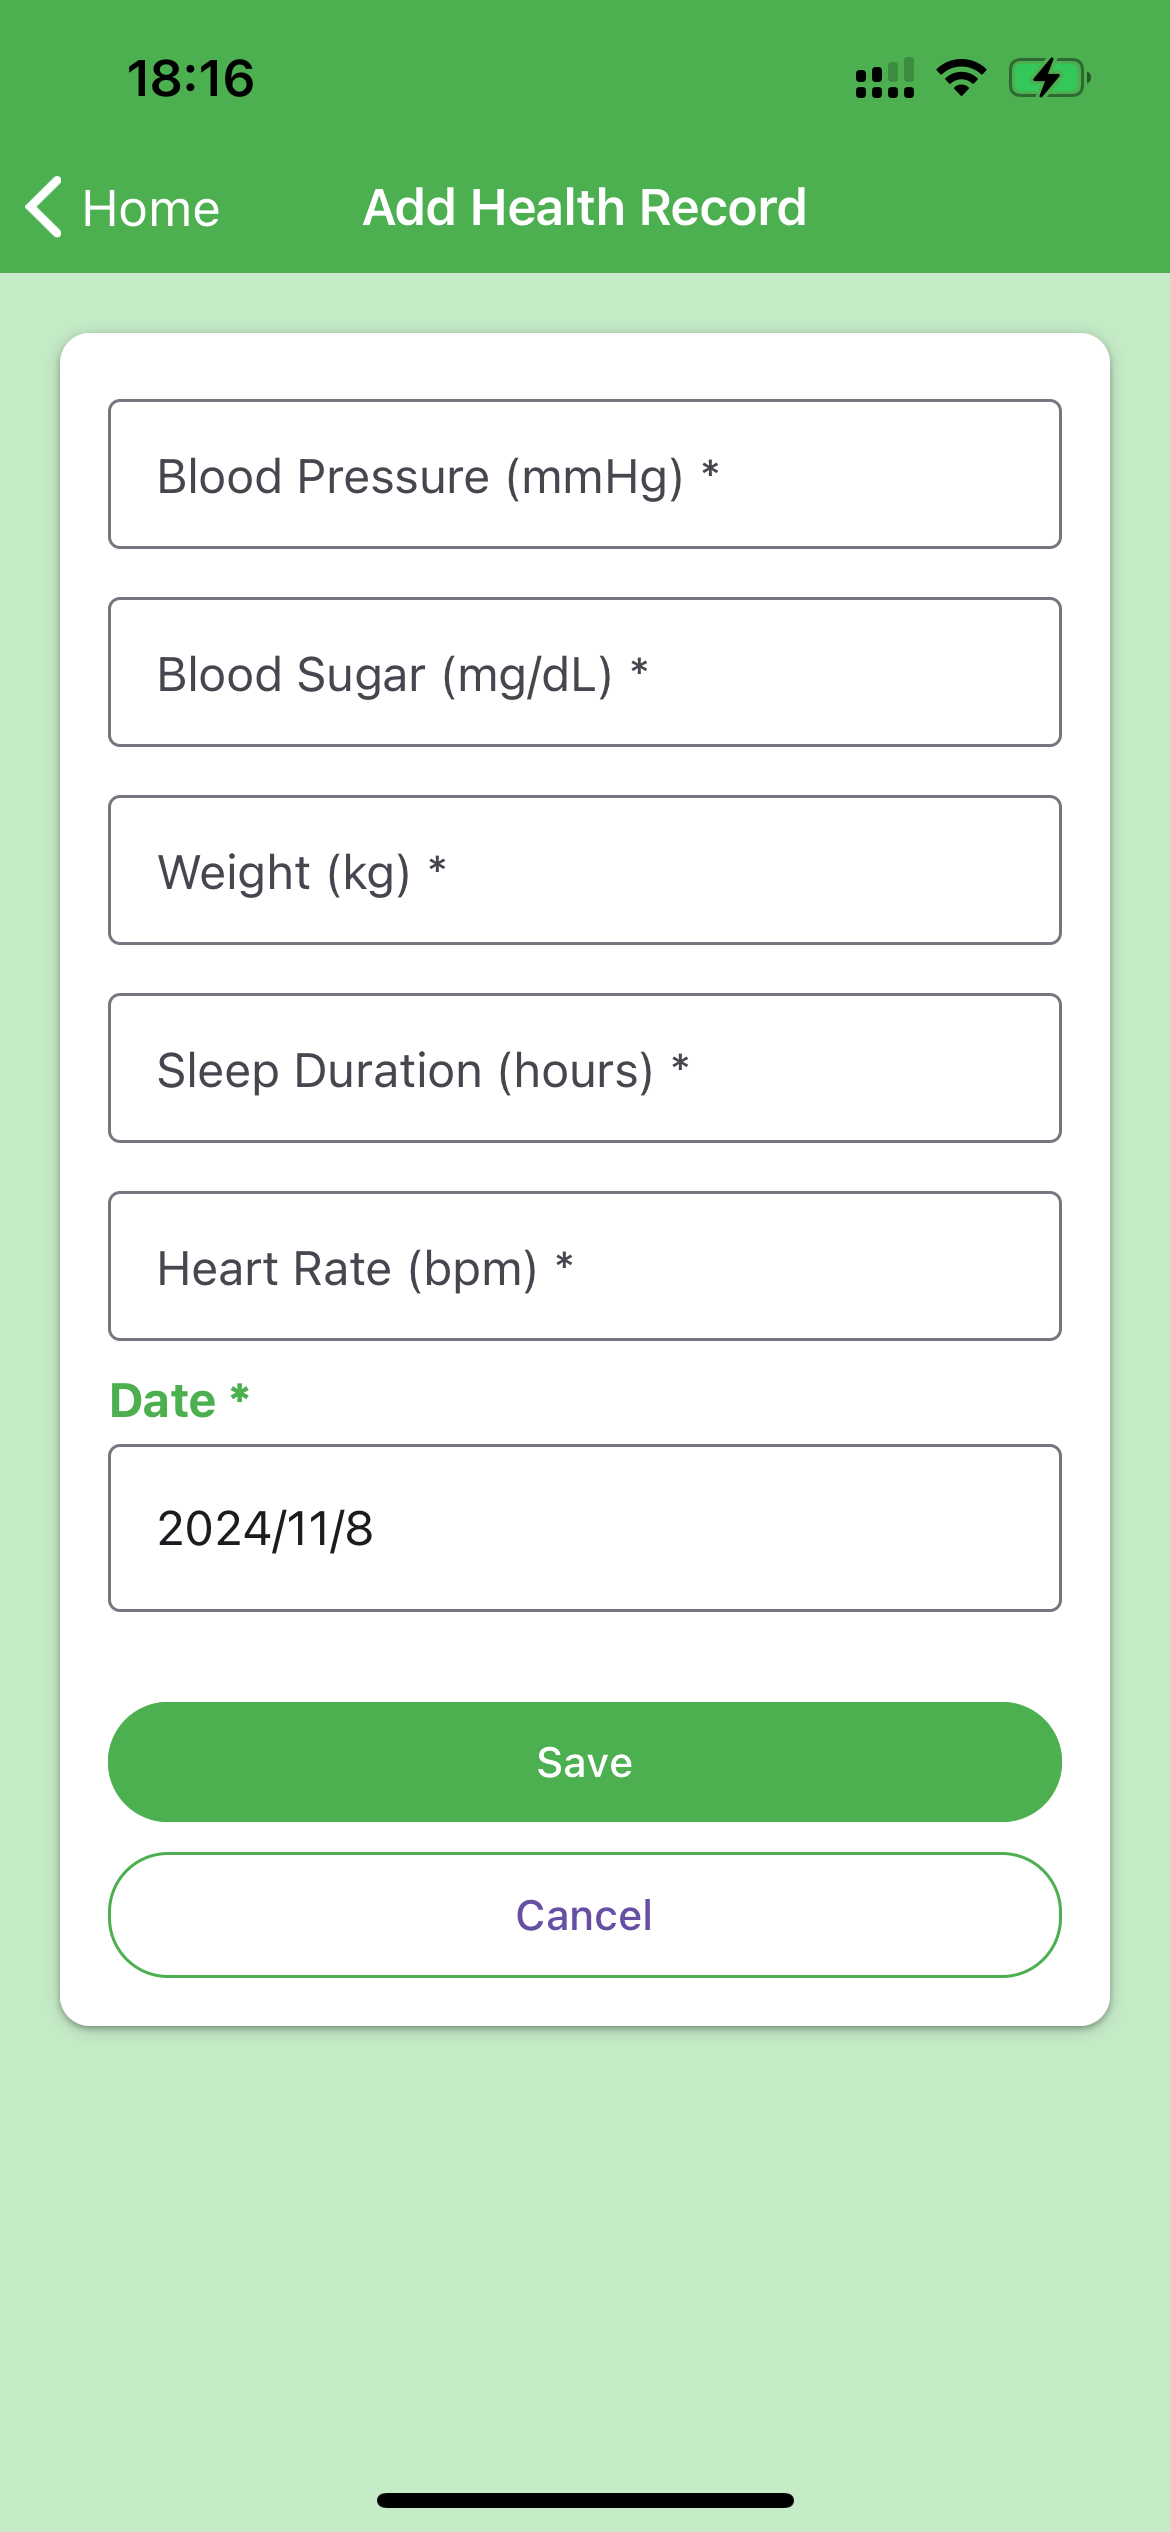 18:16
Home
Add Health Record
Blood Pressure (mmHg) *
Blood Sugar (mg/dL) *
Weight (kg) *
Sleep Duration (hours) *
Heart Rate (bpm) *
Date *
2024/11/8
Save
Cancel